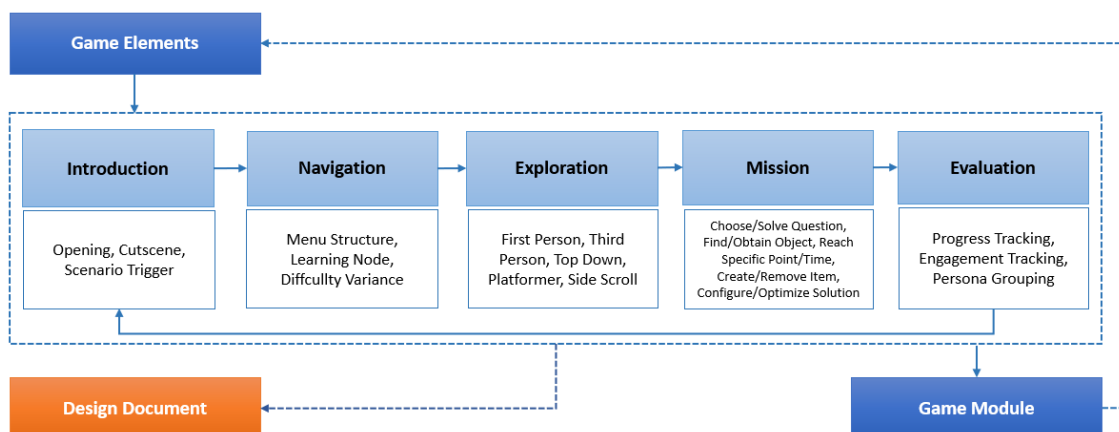 Game Elements
Introduction
Opening, Cutscene,
Scenario Trigger
Navigation
Menu Structure,
Learning Node,
Diffcullty Variance
Exploration
First Person, Third
Person, Top Down,
Platformer, Side Scroll
Mission
Choose/Solve Question,
Find/Obtain Object, Reach
Specific Point/Time,
Create/Remove Item,
Configure/Optimize Solution
Evaluation
Progress Tracking,
Engagement Tracking,
Persona Grouping
Design Document
Game Module